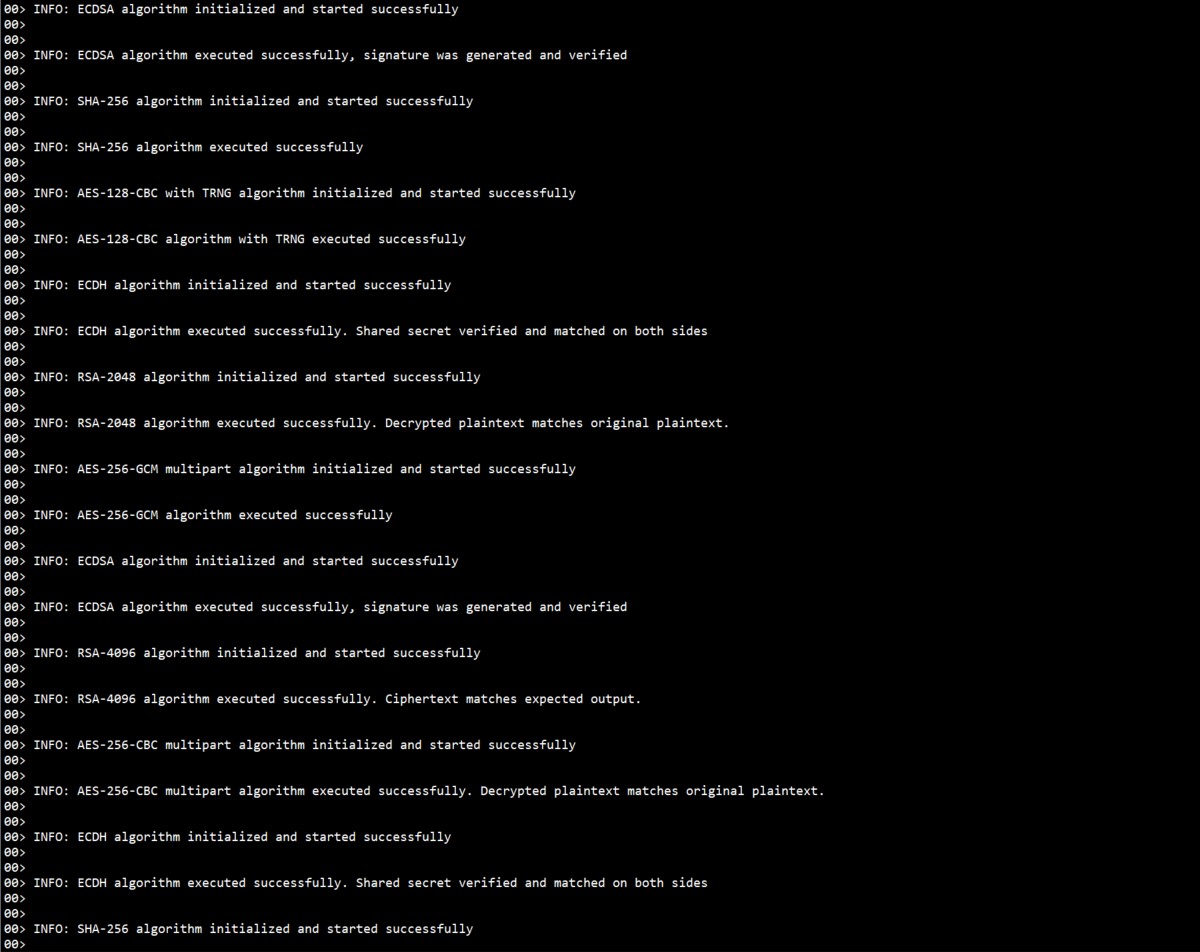 00> INFO: ECDSA algorithm initialized and started successfully
00>
00>
00> INFO: ECDSA algorithm executed successfully, signature was generated and verified
00>
00>
00> INFO: SHA-256 algorithm initialized and started successfully
00>
00>
00> INFO: SHA-256 algorithm executed successfully
00>
00>
00> INFO: AES-128-CBC with TRNG algorithm initialized and started successfully
00>
00>
00> INFO: AES-128-CBC algorithm with TRNG executed successfully
00>
00>
00> INFO: ECDH algorithm initialized and started successfully
00>
00>
00> INFO: ECDH algorithm executed successfully. Shared secret verified and matched on both sides
00>
00>
00> INFO: RSA-2048 algorithm initialized and started successfully
00>
00>
00> INFO: RSA-2048 algorithm executed successfully. Decrypted plaintext matches original plaintext.
00>
00>
00> INFO: AES-256-GCM multipart algorithm initialized and started successfully
00>
00>
00> INFO: AES-256-GCM algorithm executed successfully
00>
00>
00> INFO: ECDSA algorithm initialized and started successfully
00>
00>
00> INFO: ECDSA algorithm executed successfully, signature was generated and verified
00>
00>
00> INFO: RSA-4096 algorithm initialized and started successfully
00>
00>
00> INFO: RSA-4096 algorithm executed successfully. Ciphertext matches expected output.
00>
00>
00> INFO: AES-256-CBC multipart algorithm initialized and started successfully
00>
00>
00> INFO: AES-256-CBC multipart algorithm executed successfully. Decrypted plaintext matches original plaintext.
00>
00>
00> INFO: ECDH algorithm initialized and started successfully
00>
00>
00> INFO: ECDH algorithm executed successfully. Shared secret verified and matched on both sides
00>
00>
00> INFO: SHA-256 algorithm initialized and started successfully
00>